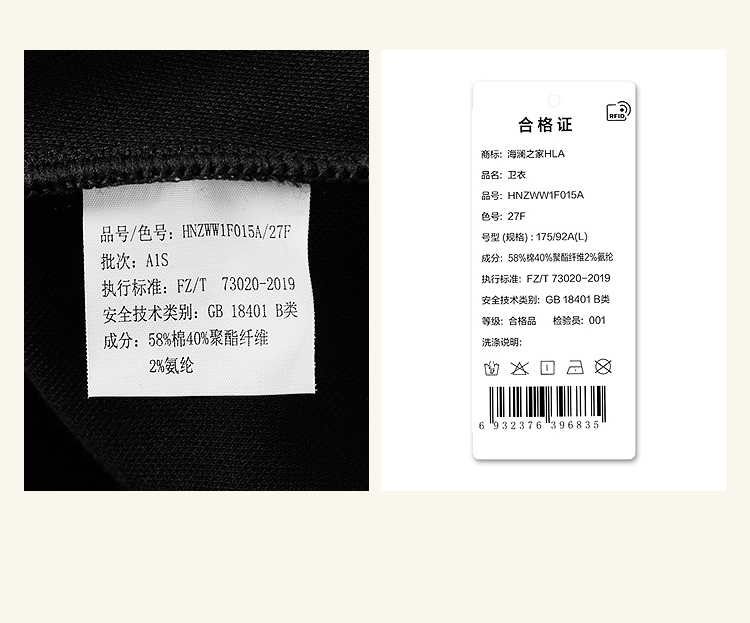 品号/色号: HNZWW1F015A/27F
批次: A1S
执行标准: FZ/T 73020-2019
安全技术类别: GB 18401 B类
成分: 58%棉40%聚酯纤维
2%氨纶
RFID
合格证
商标: 海澜之家HLA
品名: 卫衣
品号: HNZWW1F015A
色号: 27F
号型 (规格) : 175/92A(L)
成分: 58%棉40%聚酯纤维2%氨纶
执行标准: FZ/T 73020-2019
安全技术类别: GB 18401 B类
等级: 合格品 检验员: 001
洗涤说明:
6 932376 396835